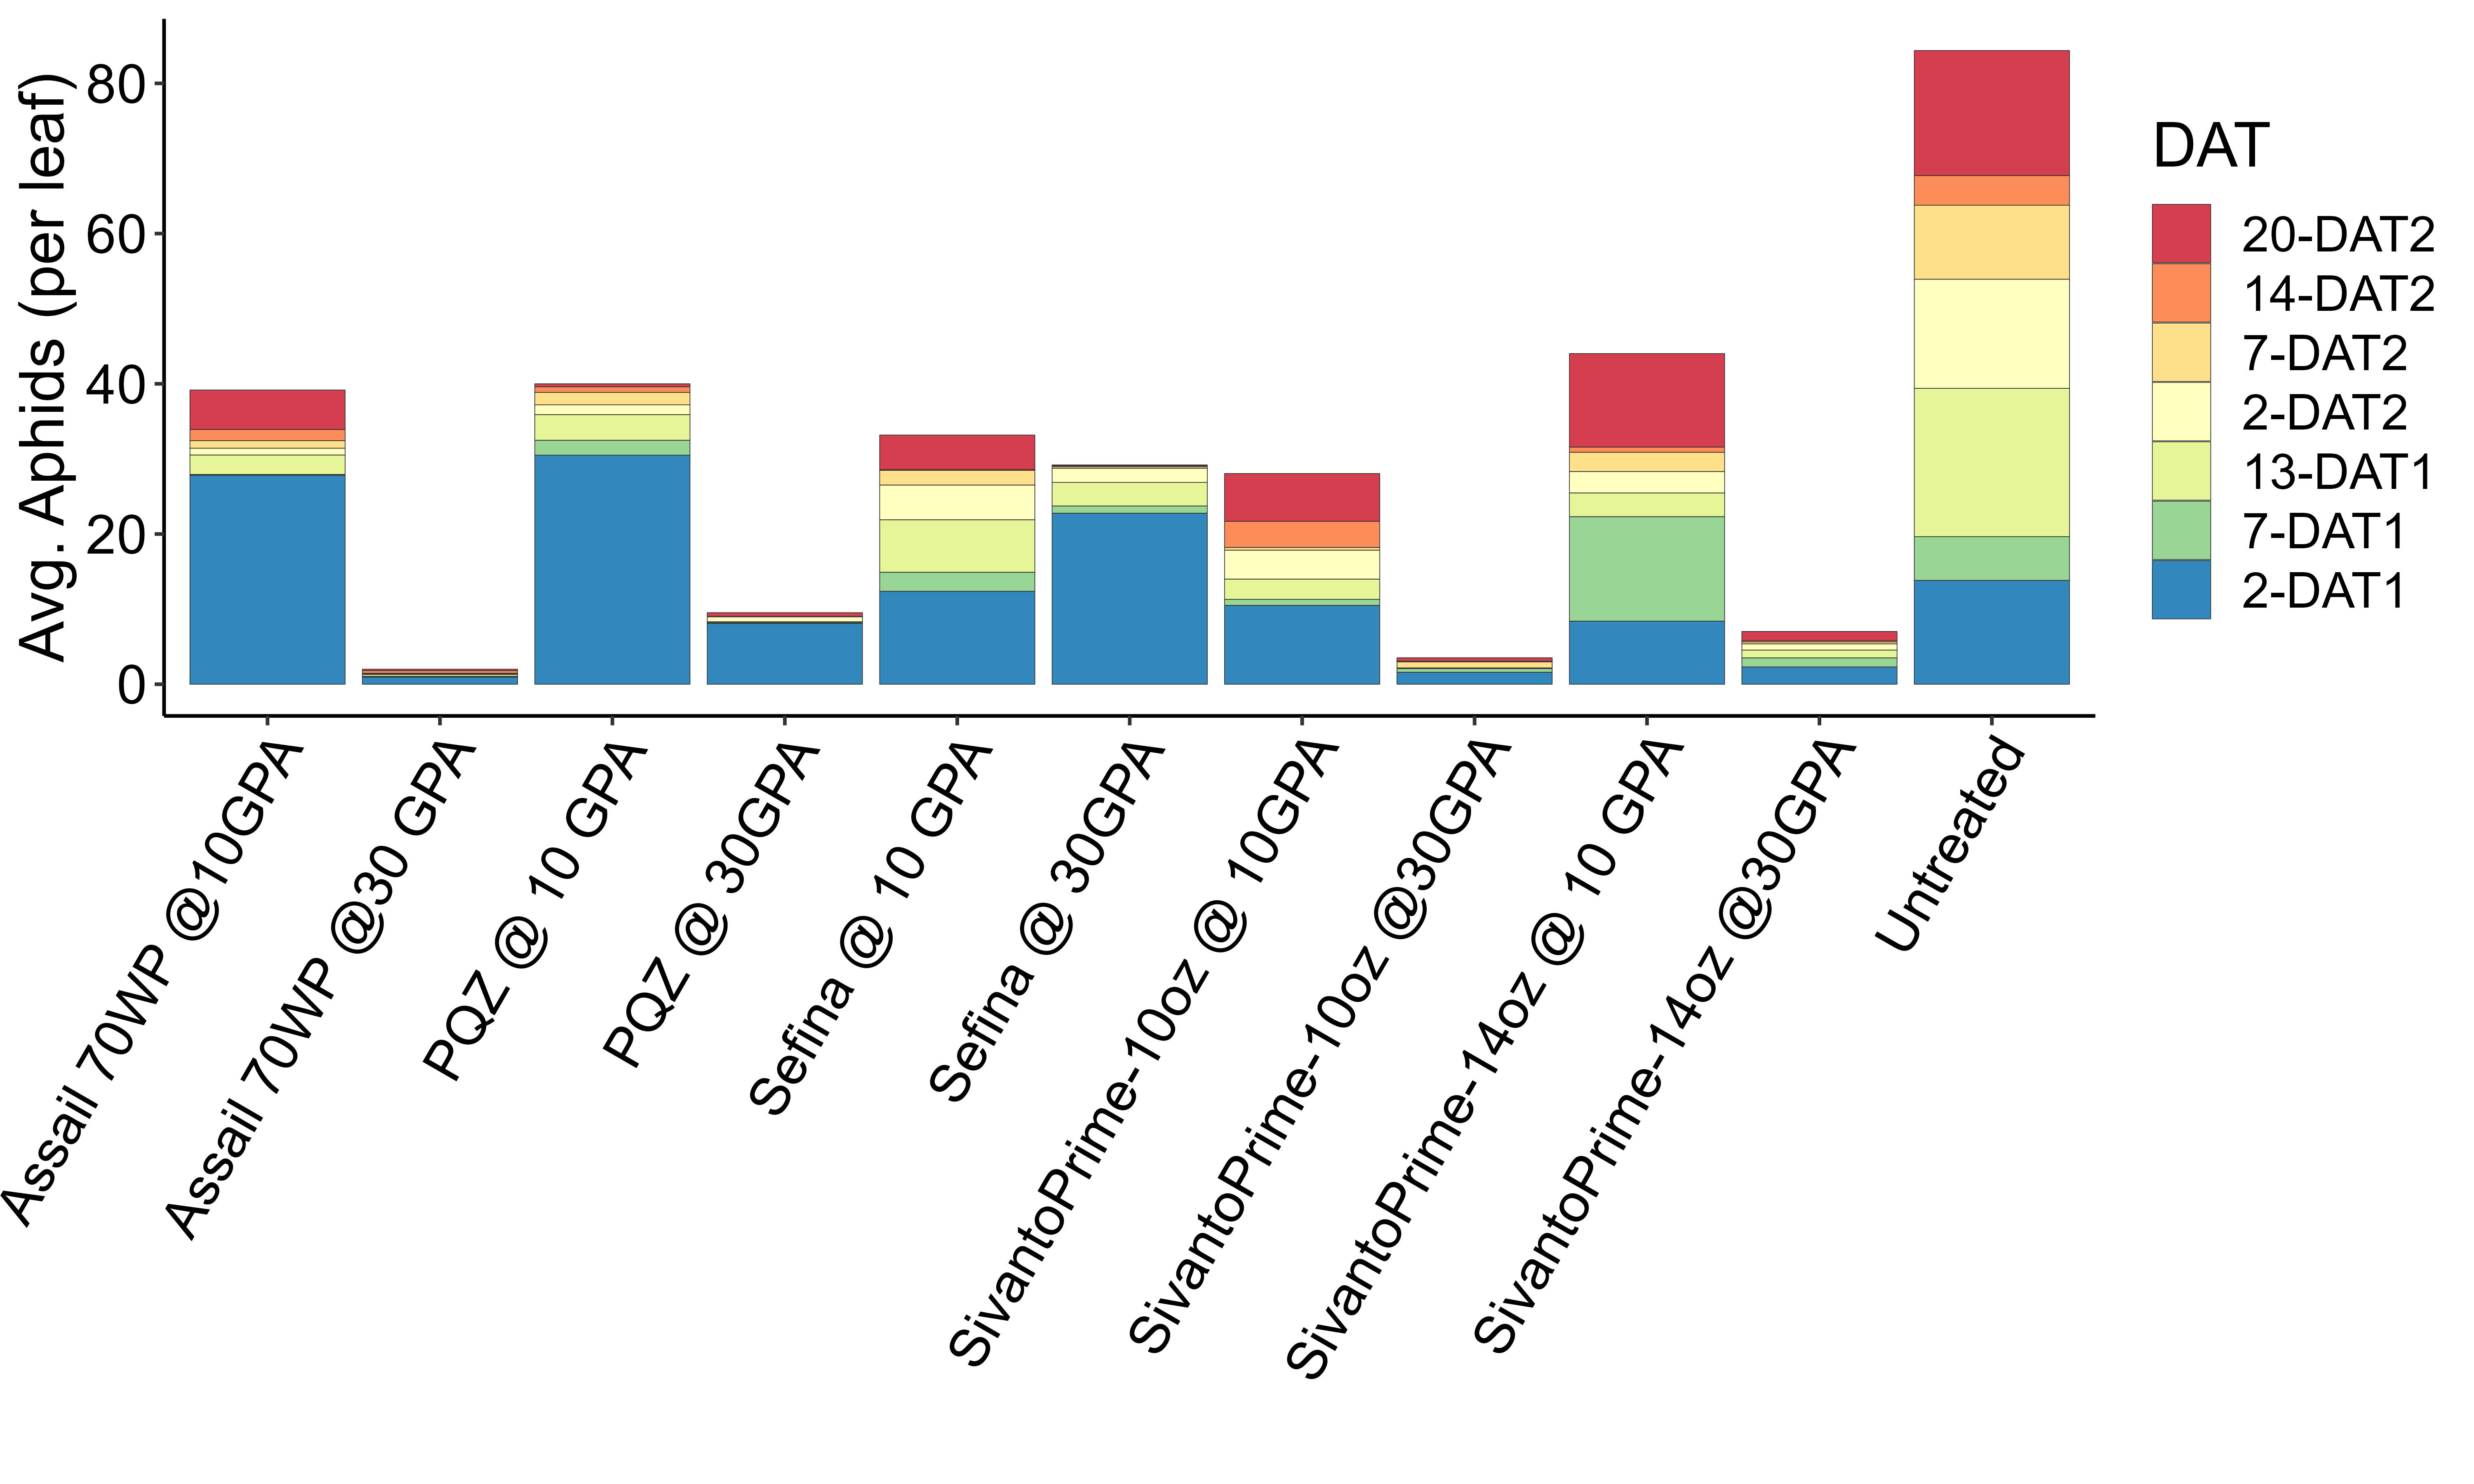 Avg. Aphids (per leaf)
80
60
40
20
0
Assail 70WP @10GPA
Assail 70WP @30 GPA
PQZ @ 10 GPA
PQZ @ 30GPA
Sefina @ 10 GPA
Sefina @ 30GPA
SivantoPrime-10oz @ 10GPA
SivantoPrime-10oz @30GPA
SivantoPrime-14oz @ 10 GPA
SivantoPrime-14oz @30GPA
Untreated
DAT
20-DAT2
14-DAT2
7-DAT2
2-DAT2
13-DAT1
7-DAT1
2-DAT1